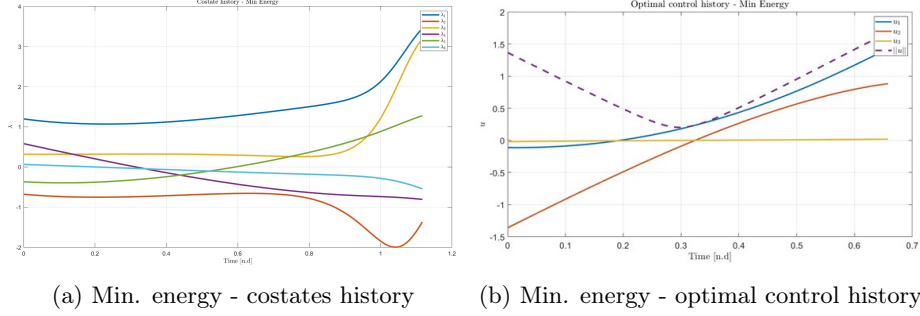 Costate history - Min Energy
4
3
2
1
0
-1
-2
λ
0
0.2
0.4
0.6
0.8
1
1.2
Time [n.d]
λ₁
λ₂
λ₃
λ₆
(a) Min. energy - costates history
Optimal control history - Min Energy
2
1.5
1
0.5
0
-0.5
-1
-1.5
u
0
0.1
0.2
0.3
0.4
0.5
0.6
0.7
Time [n.d]
u₁
u₂
u₃
||u||
(b) Min. energy - optimal control history